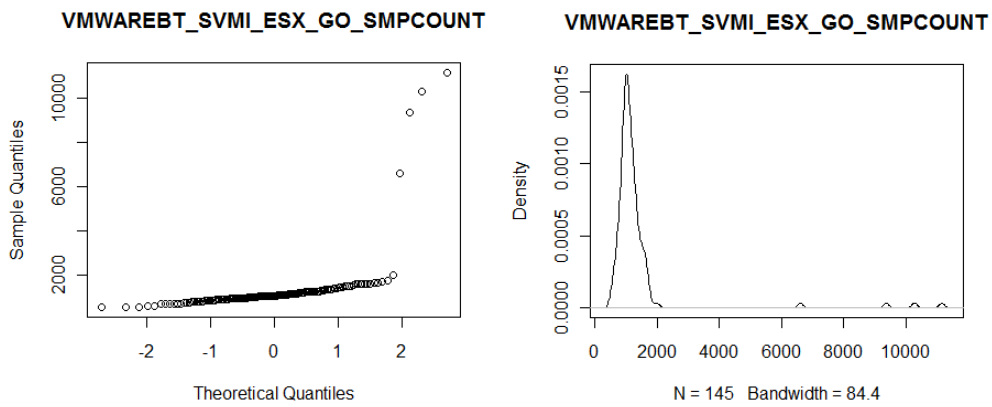 VMWAREBT_SVMI_ESX_GO_SMPCOUNT
Sample Quantiles
10000
6000
2000
-2 -1 0 1 2
Theoretical Quantiles
VMWAREBT_SVMI_ESX_GO_SMPCOUNT
Density
0.0015
0.0010
0.0005
0.0000
0 2000 4000 6000 8000 10000
N = 145 Bandwidth = 84.4